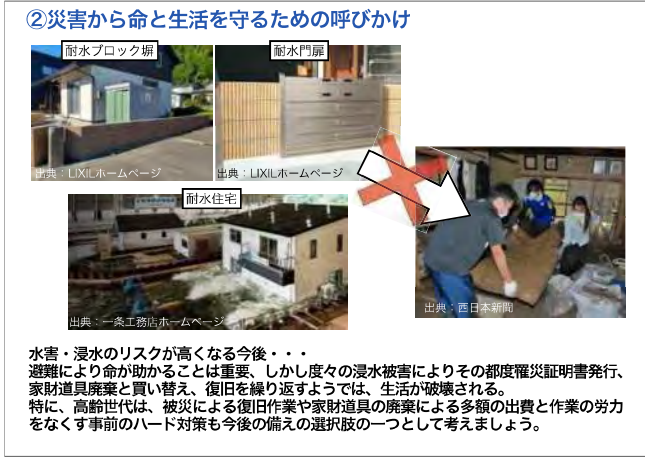 ②災害から命と生活を守るための呼びかけ
耐水ブロック塀
耐水門扉
出典：LIXILホームページ
出典：LIXILホームページ
耐水住宅
出典：一条工務店ホームページ
出典：西日本新聞
水害・浸水のリスクが高くなる今後・・・
避難により命が助かることは重要、しかし度々の浸水被害によりその都度罹災証明書発行、
家財道具廃棄と買い替え、復旧を繰り返すようでは、生活が破壊される。
特に、高齢世代は、被災による復旧作業や家財道具の廃棄による多額の出費と作業の労力
をなくす事前のハード対策も今後の備えの選択肢の一つとして考えましょう。